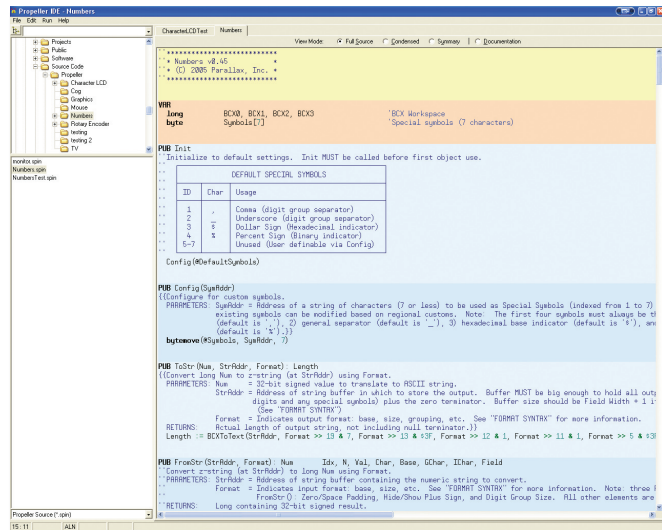 Propeller IDE - Numbers
File Edit Run Help
CharacterLCDTest Numbers
View Mode: Full Source Condensed Summary Documentation
Projects
Public
Software
Source Code
Propeller
Character LCD
Cog
Graphics
Mouse
Numbers
Rotary Encoder
testing
testing 2
TV
monitor.spin
Numbers.spin
NumbersTest.spin
Propeller Source (*.spin)
15: 11 ALN
''***************************
''* Numbers v0.45 *
''* (C) 2005 Parallax, Inc. *
''***************************
VAR
long BCX0, BCX1, BCX2, BCX3 'BCX Workspace
byte Symbols[7] 'Special symbols (7 characters)
PUB Init
''Initialize to default settings. Init MUST be called before first object use.
'' DEFAULT SPECIAL SYMBOLS
'' ID Char Usage
'' 1 , Comma (digit group separator)
'' 2 _ Underscore (digit group separator)
'' 3 $ Dollar Sign (Hexadecimal indicator)
'' 4 % Percent Sign (Binary indicator)
'' 5-7 Unused (User definable via Config)
Config(@DefaultSymbols)
PUB Config(SymAddr)
{{Configure for custom symbols.
PARAMETERS: SymAddr = Address of a string of characters (7 or less) to be used as Special Symbols (indexed from 1 to 7)
existing symbols can be modified based on regional customs. Note: The first four symbols must always be th
(default is ','), 2) general separator (default is '_'), 3) hexadecimal base indicator (default is '$'), an
(default is '%').}}
bytemove(@Symbols, SymAddr, 7)
PUB ToStr(Num, StrAddr, Format): Length
{{Convert long Num to z-string (at StrAddr) using Format.
PARAMETERS: Num = 32-bit signed value to translate to ASCII string.
StrAddr = Address of string buffer in which to store the output. Buffer MUST be big enough to hold all outp
digits and any special symbols) plus the zero terminator. Buffer size should be Field Width + 1 i
(See "FORMAT SYNTAX")
Format = Indicates output format: base, size, grouping, etc. See "FORMAT SYNTAX" for more information.
RETURNS: Actual length of output string, not including null terminator.}}
Length := BCXToText(StrAddr, Format >> 19 & 7, Format >> 13 & $3F, Format >> 12 & 1, Format >> 11 & 1, Format >> 5 & $3F
PUB FromStr(StrAddr, Format): Num Idx, N, Val, Char, Base, GChar, IChar, Field
''Convert z-string (at StrAddr) to long Num using Format.
''PARAMETERS: StrAddr = Address of string buffer containing the numeric string to convert.
'' Format = Indicates input format: base, size, etc. See "FORMAT SYNTAX" for more information. Note: three
'' FromStr(): Zero/Space Padding, Hide/Show Plus Sign, and Digit Group Size. All other elements are
''RETURNS: Long containing 32-bit signed result.